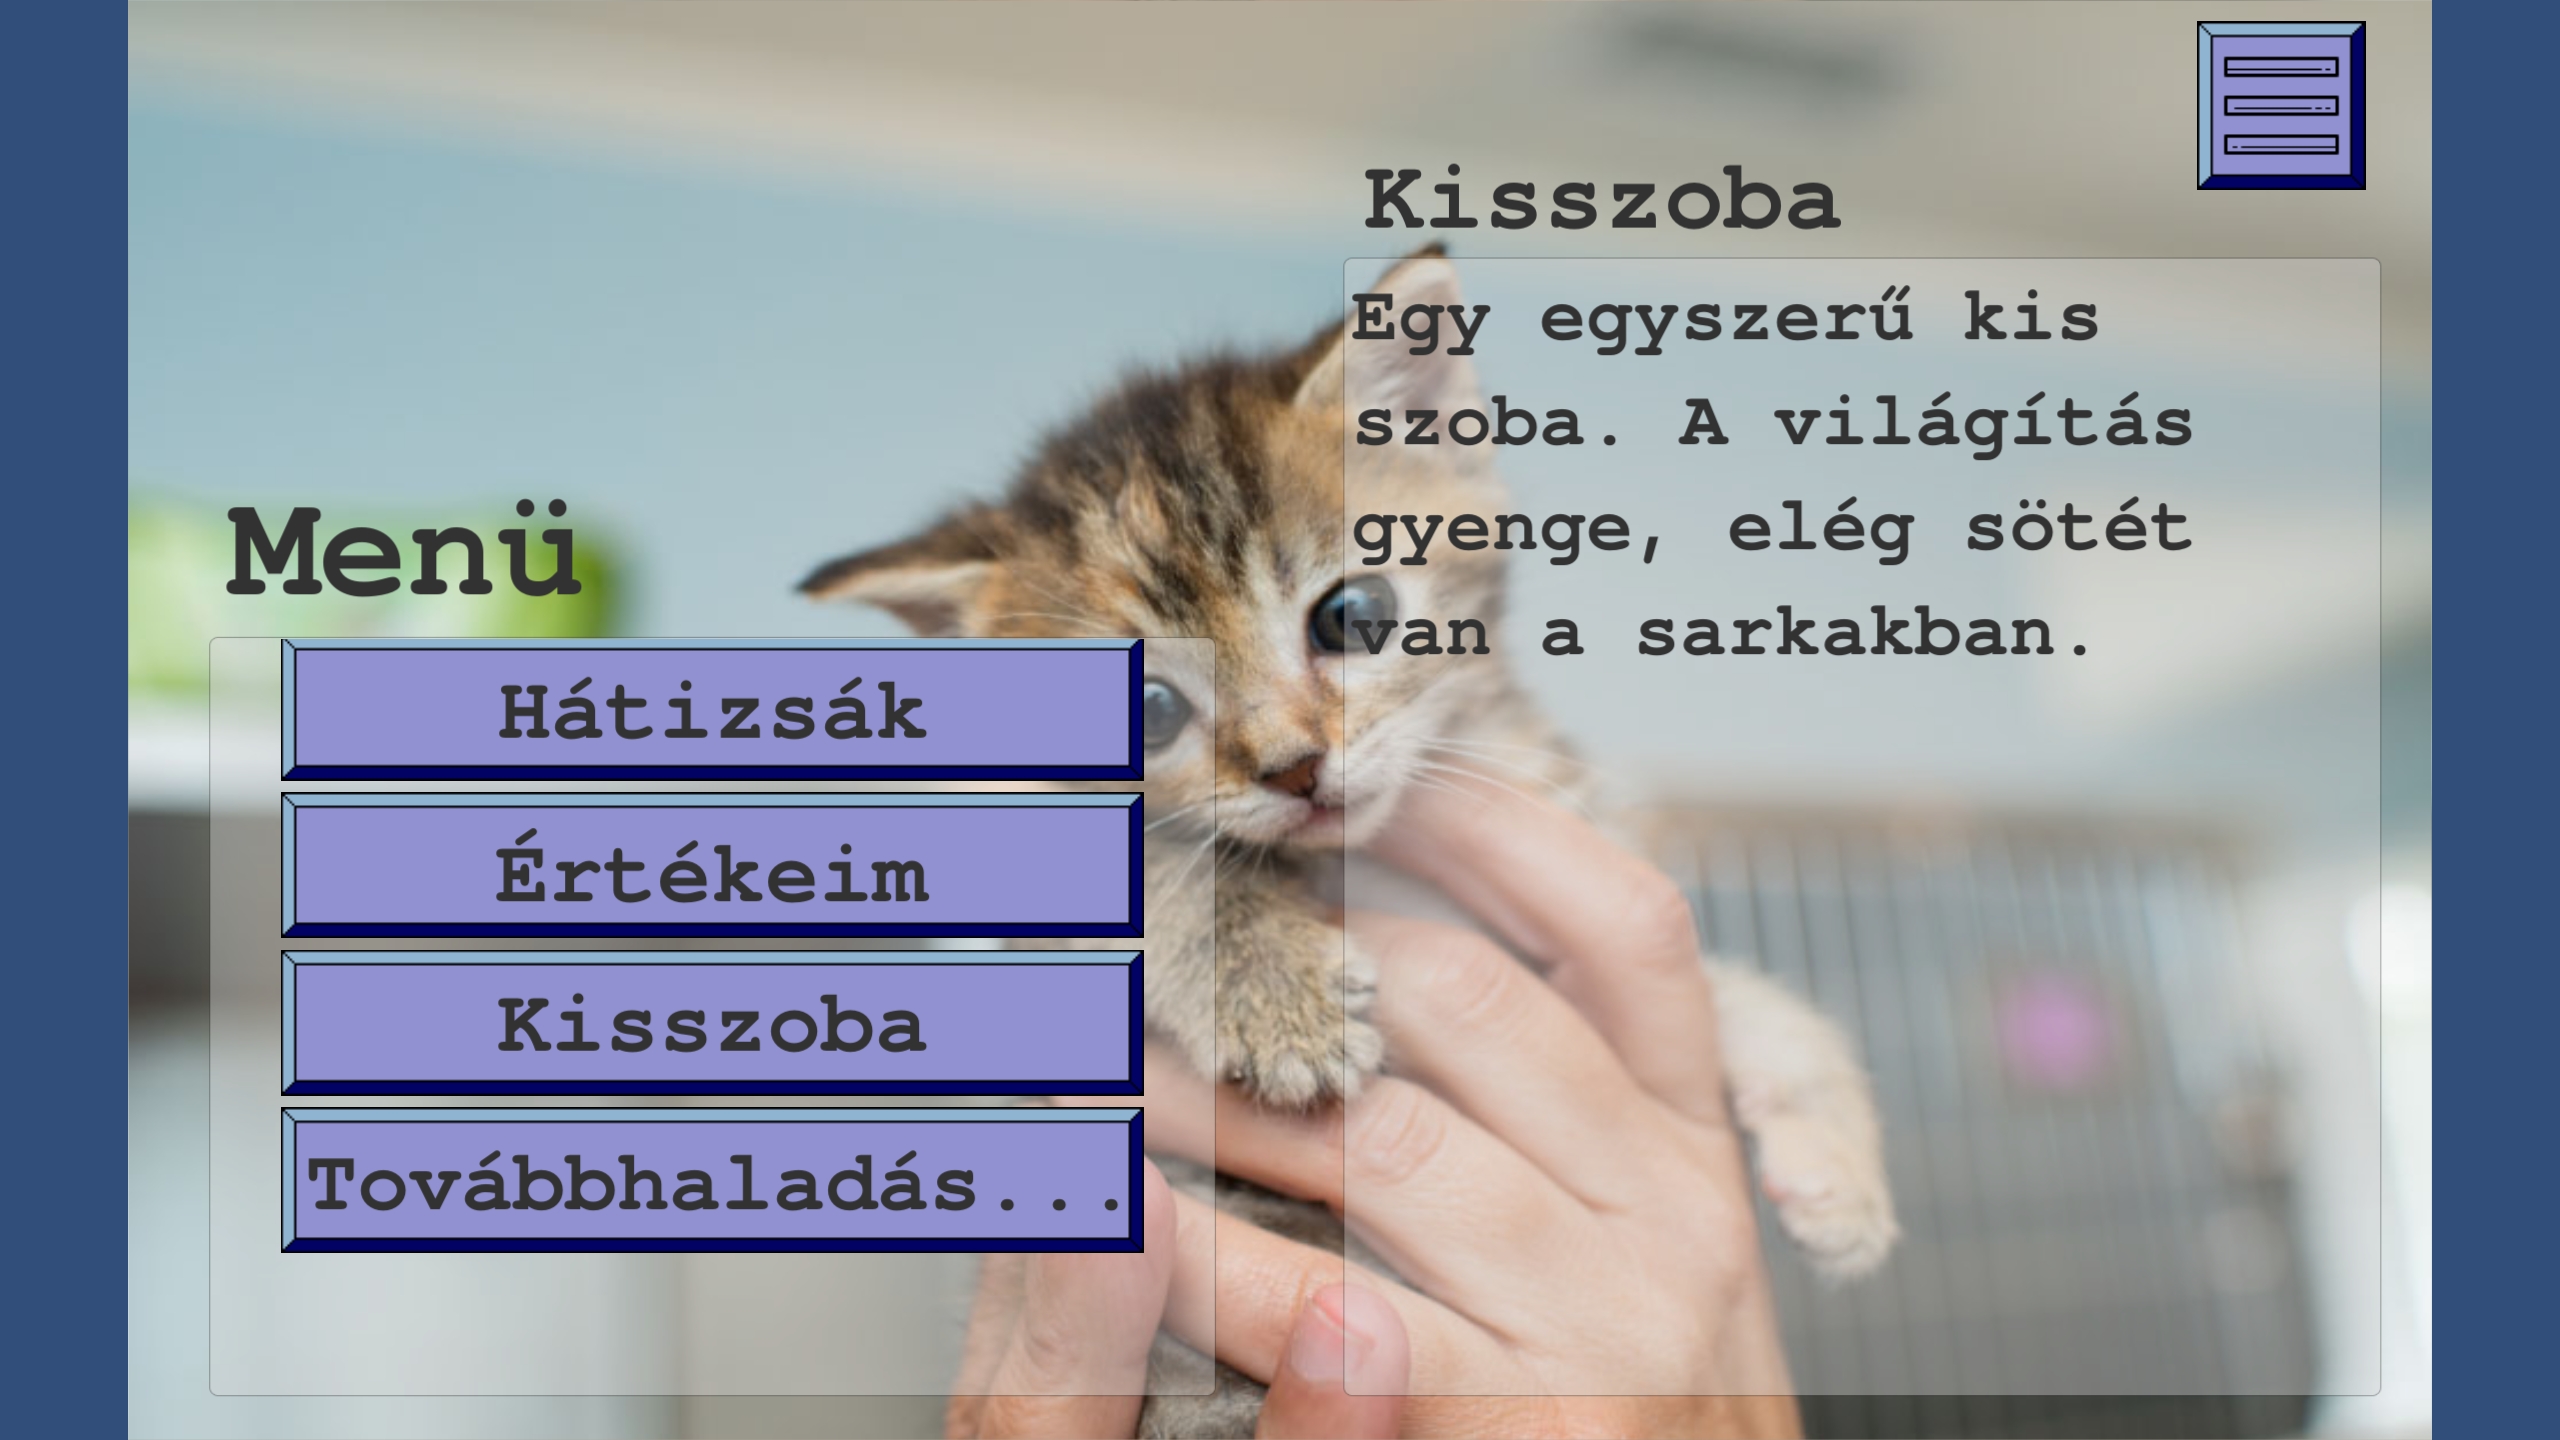 Menü
Hátizsák
Értékeim
Kisszoba
Továbbhaladás...
Kisszoba
Egy egyszerű kis
szoba. A világítás
gyenge, elég sötét
van a sarkakban.